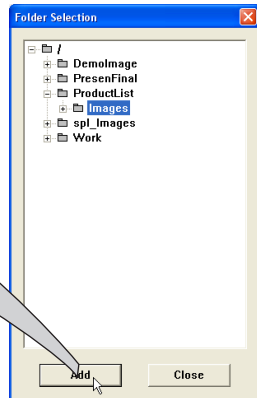 Folder Selection
/
DemoImage
PresenFinal
ProductList
Images
spl_Images
Work
Add
Close